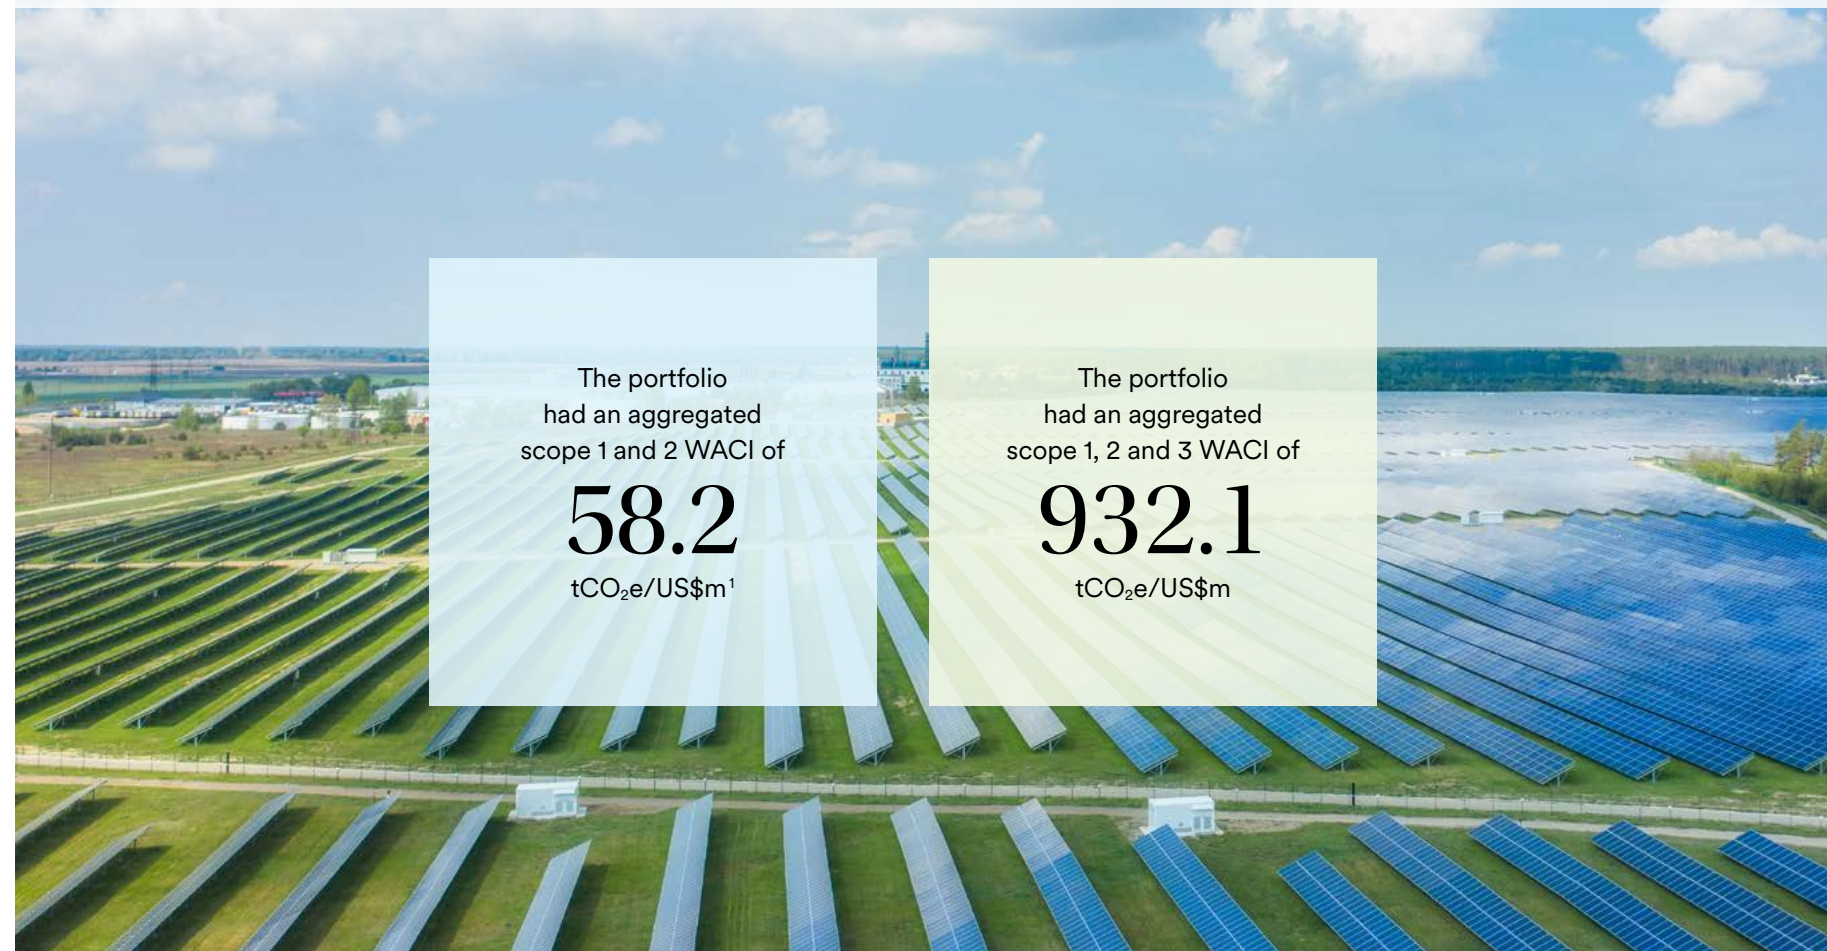 The portfolio
had an aggregated
scope 1 and 2 WACI of
58.2
tCO₂e/US$m¹
The portfolio
had an aggregated
scope 1, 2 and 3 WACI of
932.1
tCO₂e/US$m